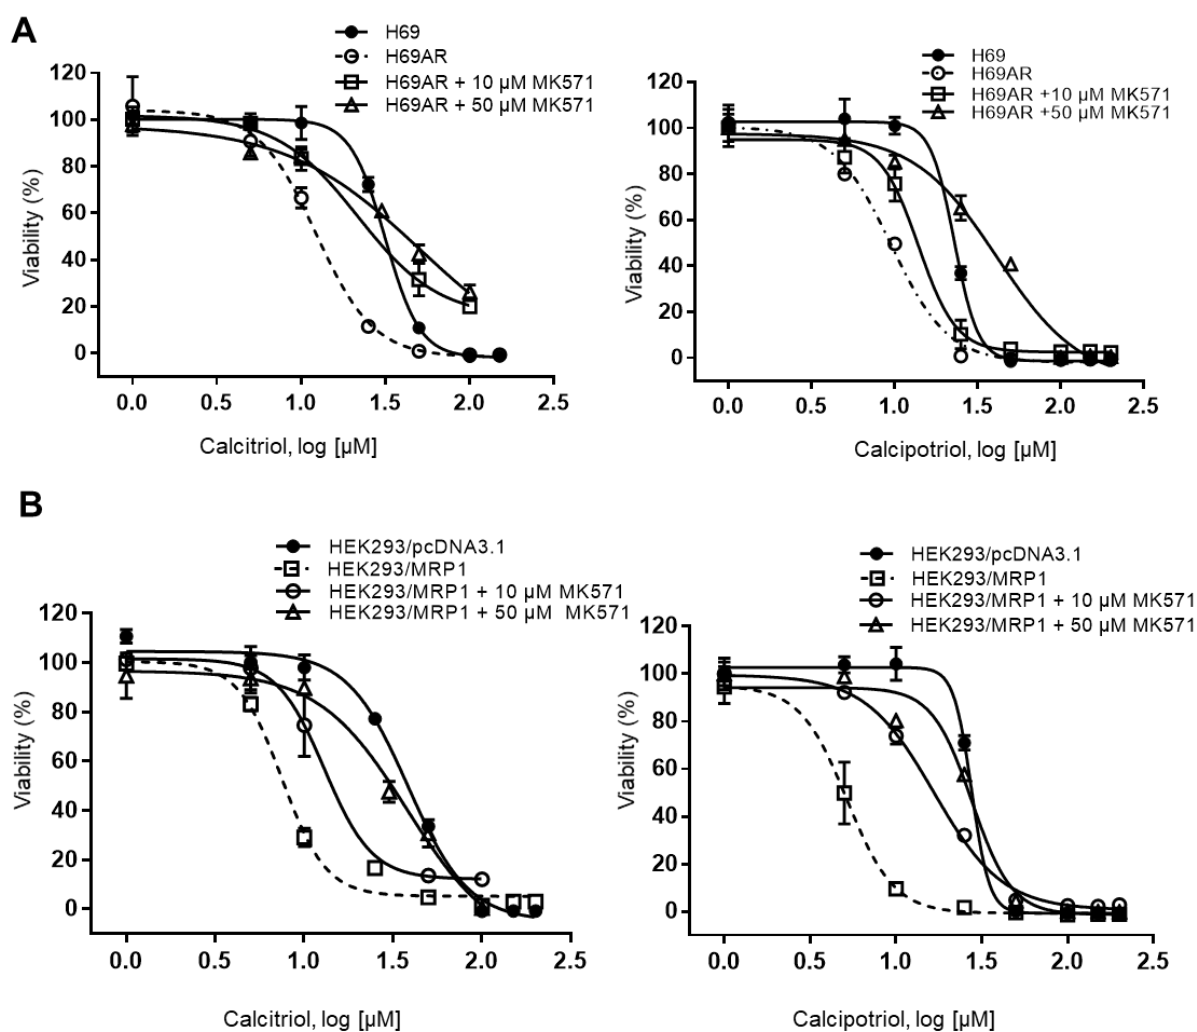 A
H69
H69AR
H69AR + 10 µM MK571
H69AR + 50 µM MK571
120
100
80
60
40
20
0
Viability (%)
0.0 0.5 1.0 1.5 2.0 2.5
Calcitriol, log [µM]
H69
H69AR
H69AR +10 µM MK571
H69AR +50 µM MK571
120
100
80
60
40
20
0
Viability (%)
0.0 0.5 1.0 1.5 2.0 2.5
Calcipotriol, log [µM]
B
HEK293/pcDNA3.1
HEK293/MRP1
HEK293/MRP1 + 10 µM MK571
HEK293/MRP1 + 50 µM MK571
120
100
80
60
40
20
0
Viability (%)
0.0 0.5 1.0 1.5 2.0 2.5
Calcitriol, log [µM]
HEK293/pcDNA3.1
HEK293/MRP1
HEK293/MRP1 + 10 µM MK571
HEK293/MRP1 + 50 µM MK571
120
100
80
60
40
20
0
Viability (%)
0.0 0.5 1.0 1.5 2.0 2.5
Calcipotriol, log [µM]